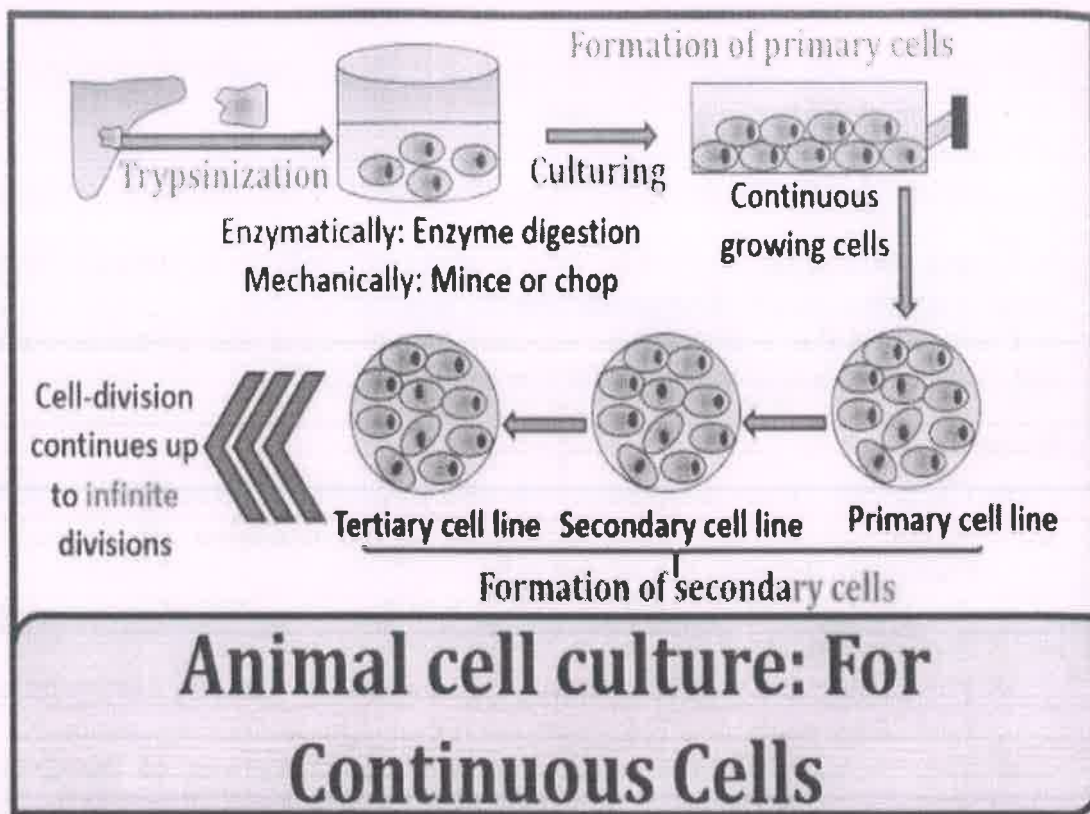 Formation of primary cells
Trypsinization
Culturing
Enzymatically: Enzyme digestion
Mechanically: Mince or chop
Continuous
growing cells
Cell-division
continues up
to infinite
divisions
Tertiary cell line
Secondary cell line
Primary cell line
Formation of secondary cells
Animal cell culture: For
Continuous Cells